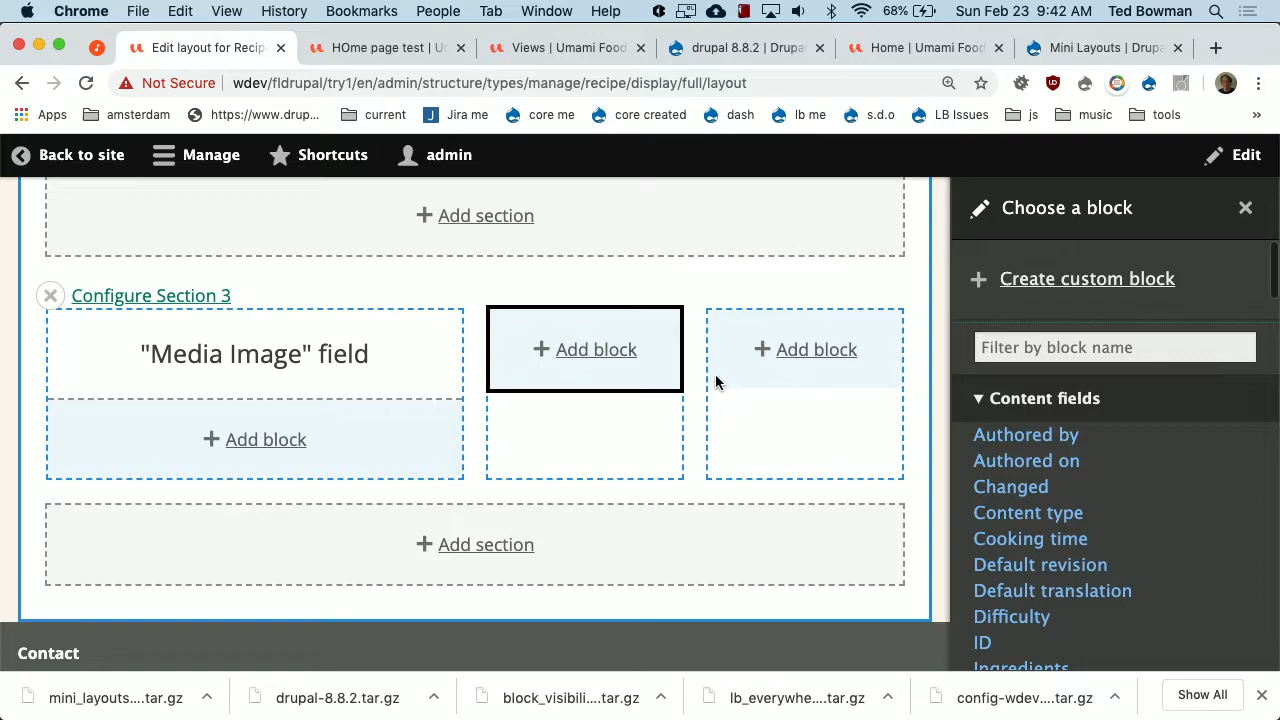 Chrome File Edit View History Bookmarks People Tab Window Help 68% Sun Feb 23 9:42 AM Ted Bowman
Edit layout for Recip HOme page test | U Views | Umami Food drupal 8.8.2 | Drupa Home | Umami Food Mini Layouts | Drupa
Not Secure wdev/fldrupal/try1/en/admin/structure/types/manage/recipe/display/full/layout
Apps amsterdam https://www.drup... current Jira me core me core created dash lb me s.d.o LB Issues js music tools »
Back to site Manage Shortcuts admin Edit
Choose a block
+ Add section
+ Create custom block
Configure Section 3
Filter by block name
"Media Image" field
+ Add block
+ Add block
+ Add block
Content fields
Authored by
Authored on
Changed
Content type
Cooking time
Default revision
Default translation
Difficulty
ID
Ingredients
+ Add section
Contact
mini_layouts....tar.gz drupal-8.8.2.tar.gz block_visibili....tar.gz lb_everywhe....tar.gz config-wdev....tar.gz Show All